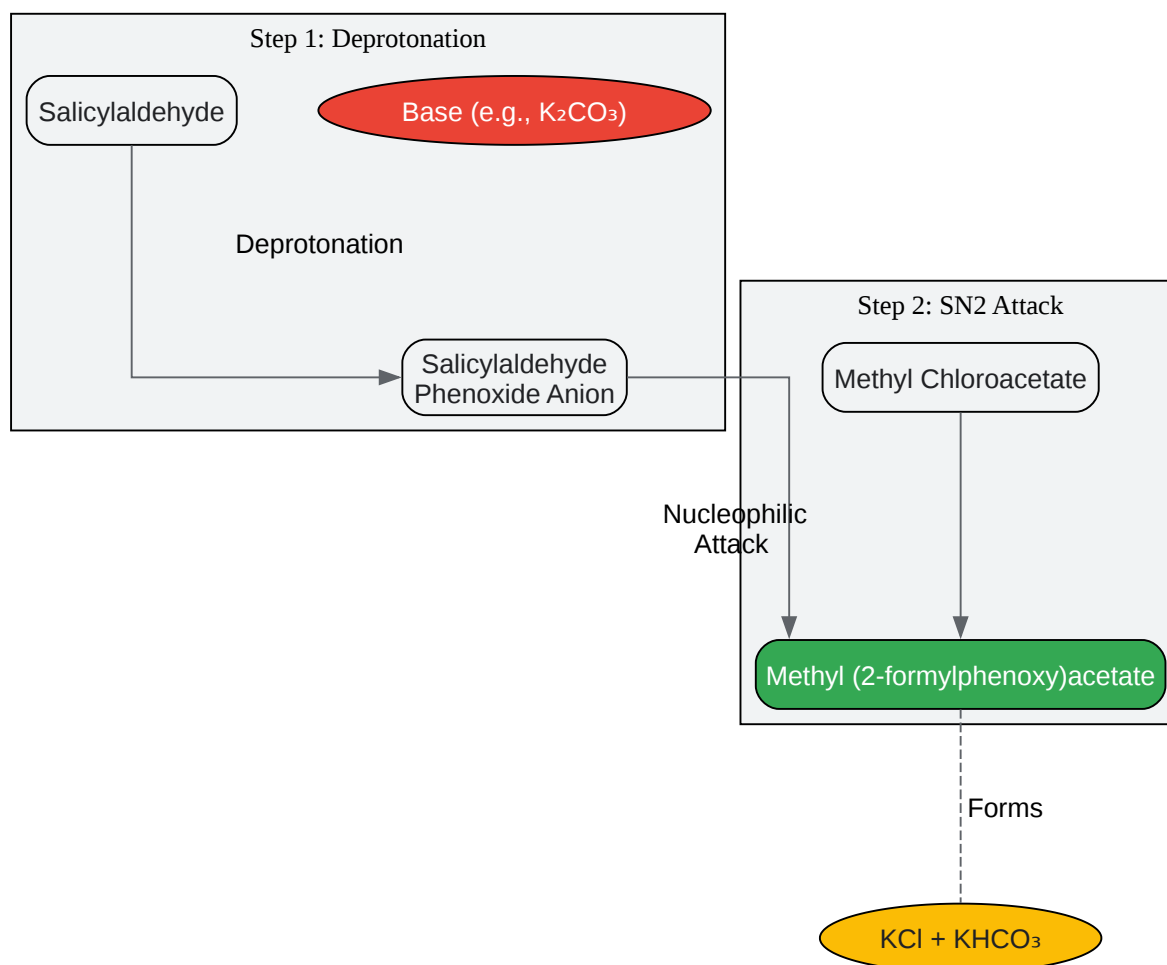 Step 1: Deprotonation
Salicylaldehyde
Base (e.g., K₂CO₃)
Deprotonation
Salicylaldehyde
Phenoxide Anion
Step 2: SN2 Attack
Methyl Chloroacetate
Nucleophilic
Attack
Methyl (2-formylphenoxy)acetate
Forms
KCl + KHCO₃